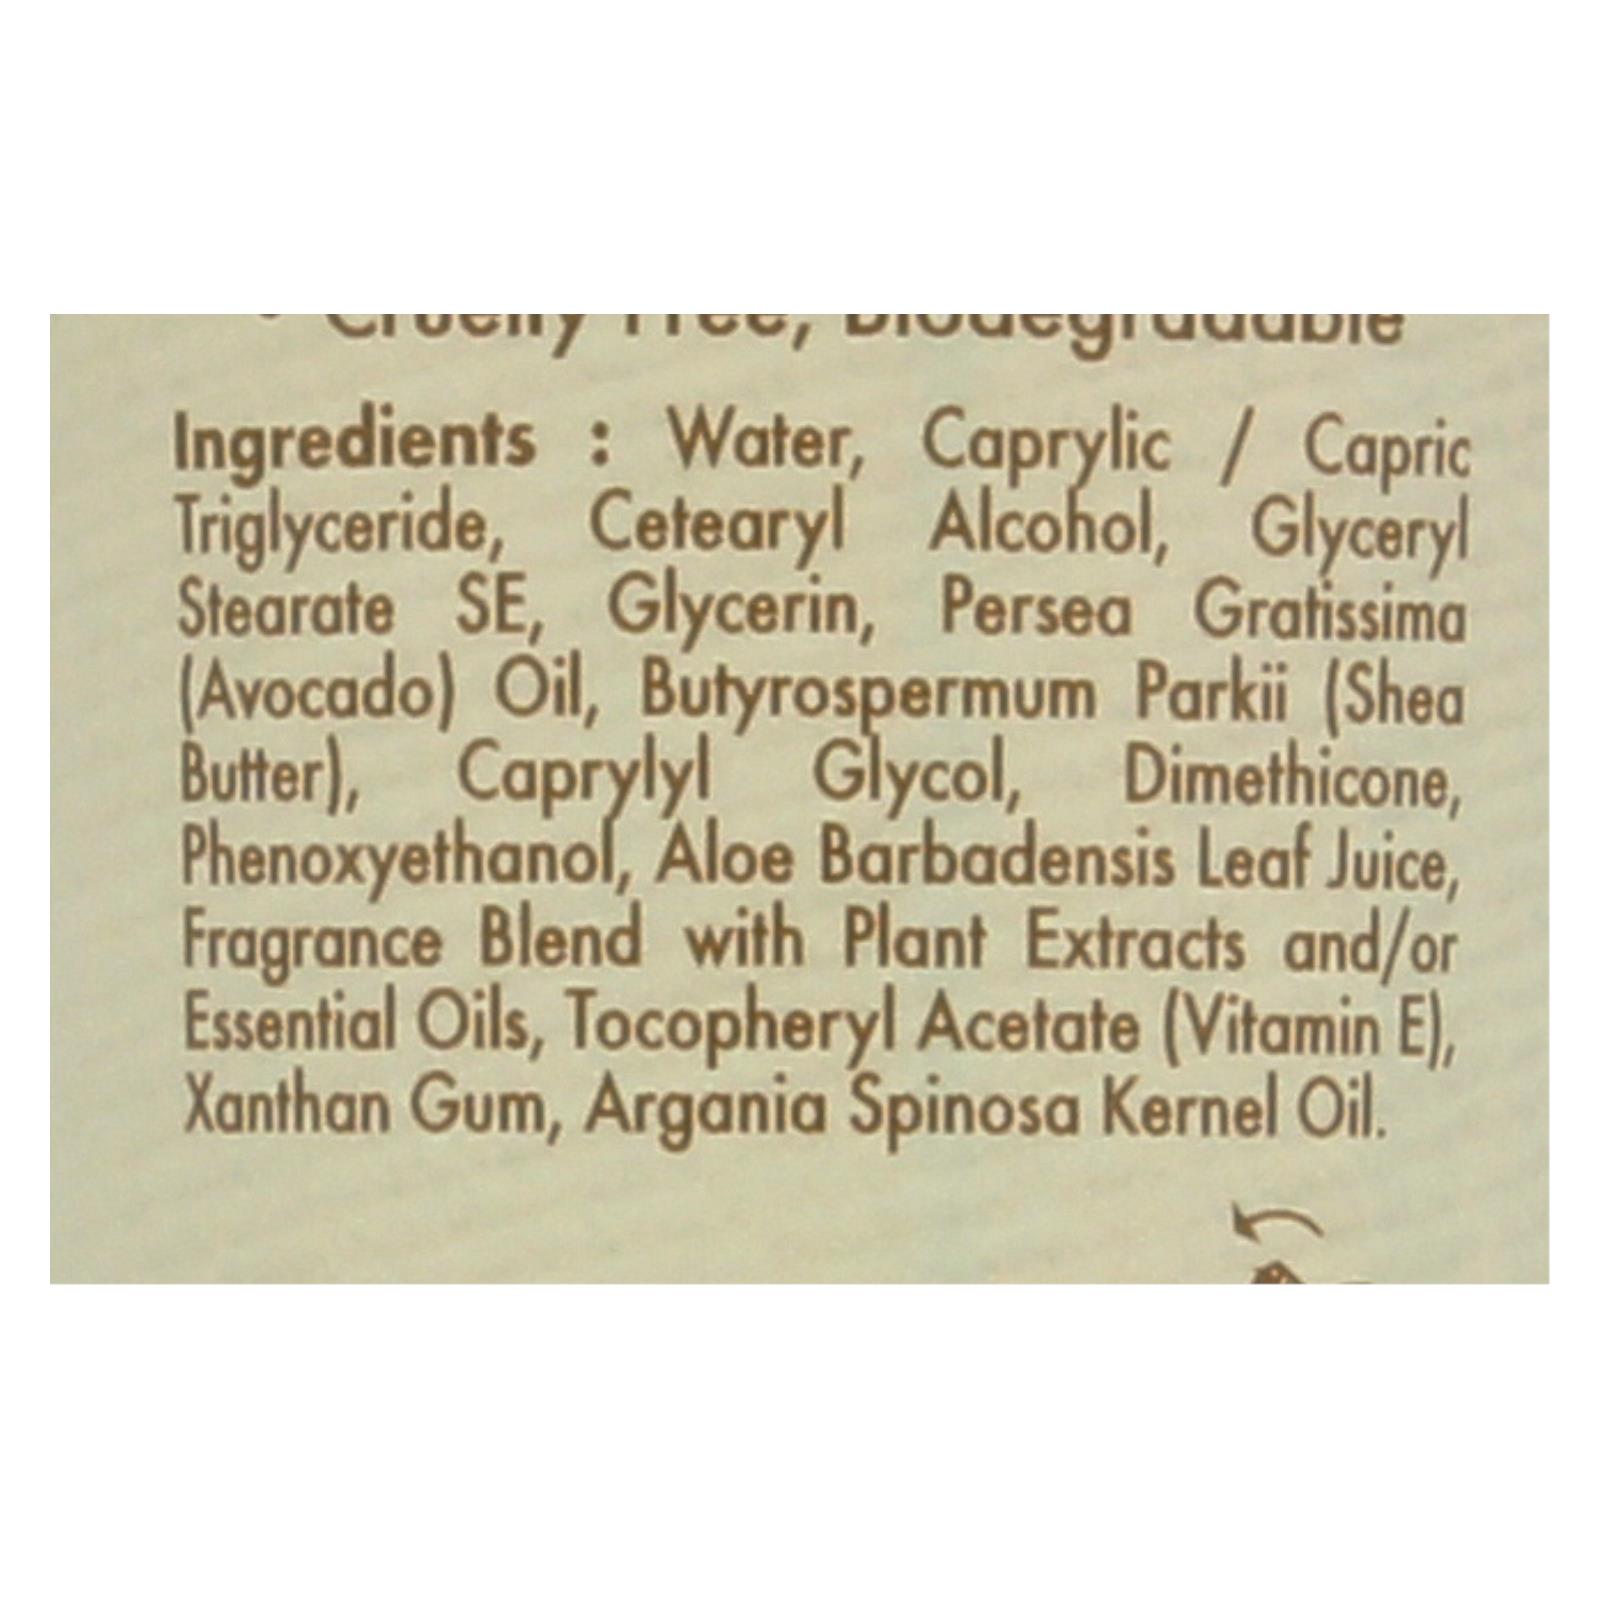 • Cruelty Free, Biodegradable
Ingredients : Water, Caprylic / Capric
Triglyceride, Cetearyl Alcohol, Glyceryl
Stearate SE, Glycerin, Persea Gratissima
(Avocado) Oil, Butyrospermum Parkii (Shea
Butter), Caprylyl Glycol, Dimethicone,
Phenoxyethanol, Aloe Barbadensis Leaf Juice,
Fragrance Blend with Plant Extracts and/or
Essential Oils, Tocopheryl Acetate (Vitamin E),
Xanthan Gum, Argania Spinosa Kernel Oil.